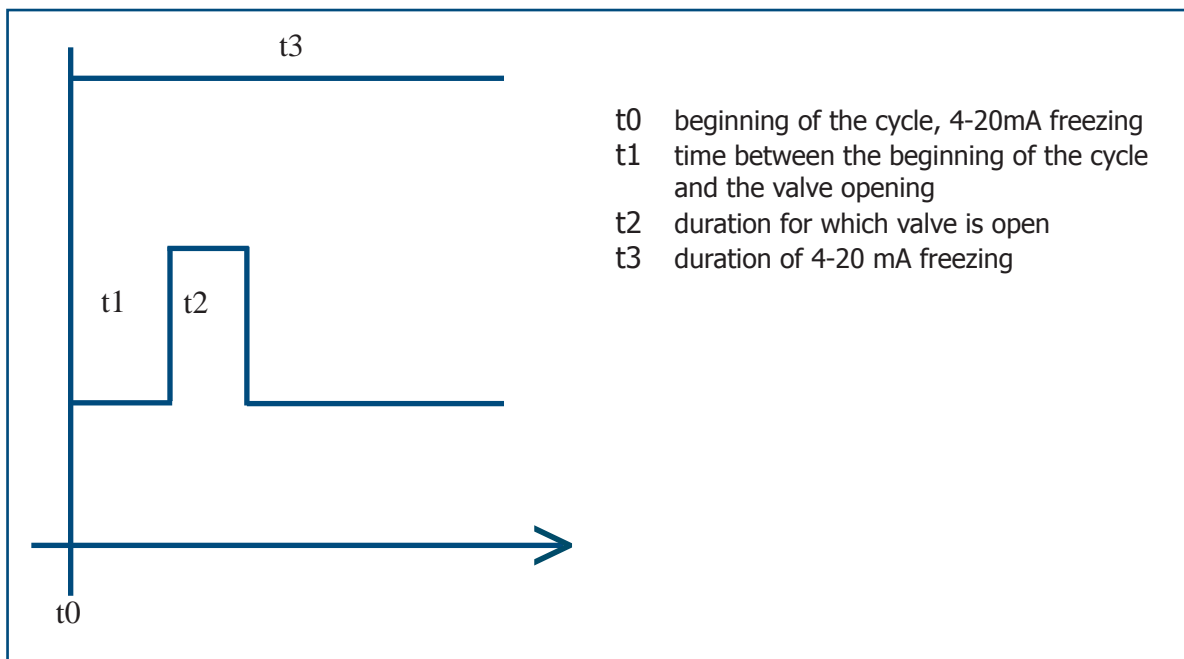 t3
t1
t2
t0
t0 beginning of the cycle, 4-20mA freezing
t1 time between the beginning of the cycle
and the valve opening
t2 duration for which valve is open
t3 duration of 4-20 mA freezing